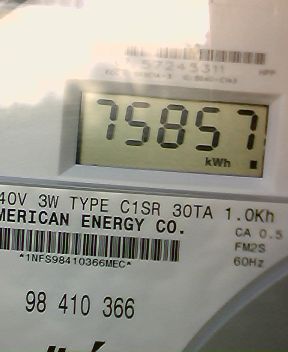 57245311
75857
kWh
40V 3W TYPE C1SR 30TA 1.0Kh
MERICAN ENERGY CO.
CA 0.5
FM2S
60Hz
*1NFS98410366MEC*
98 410 366